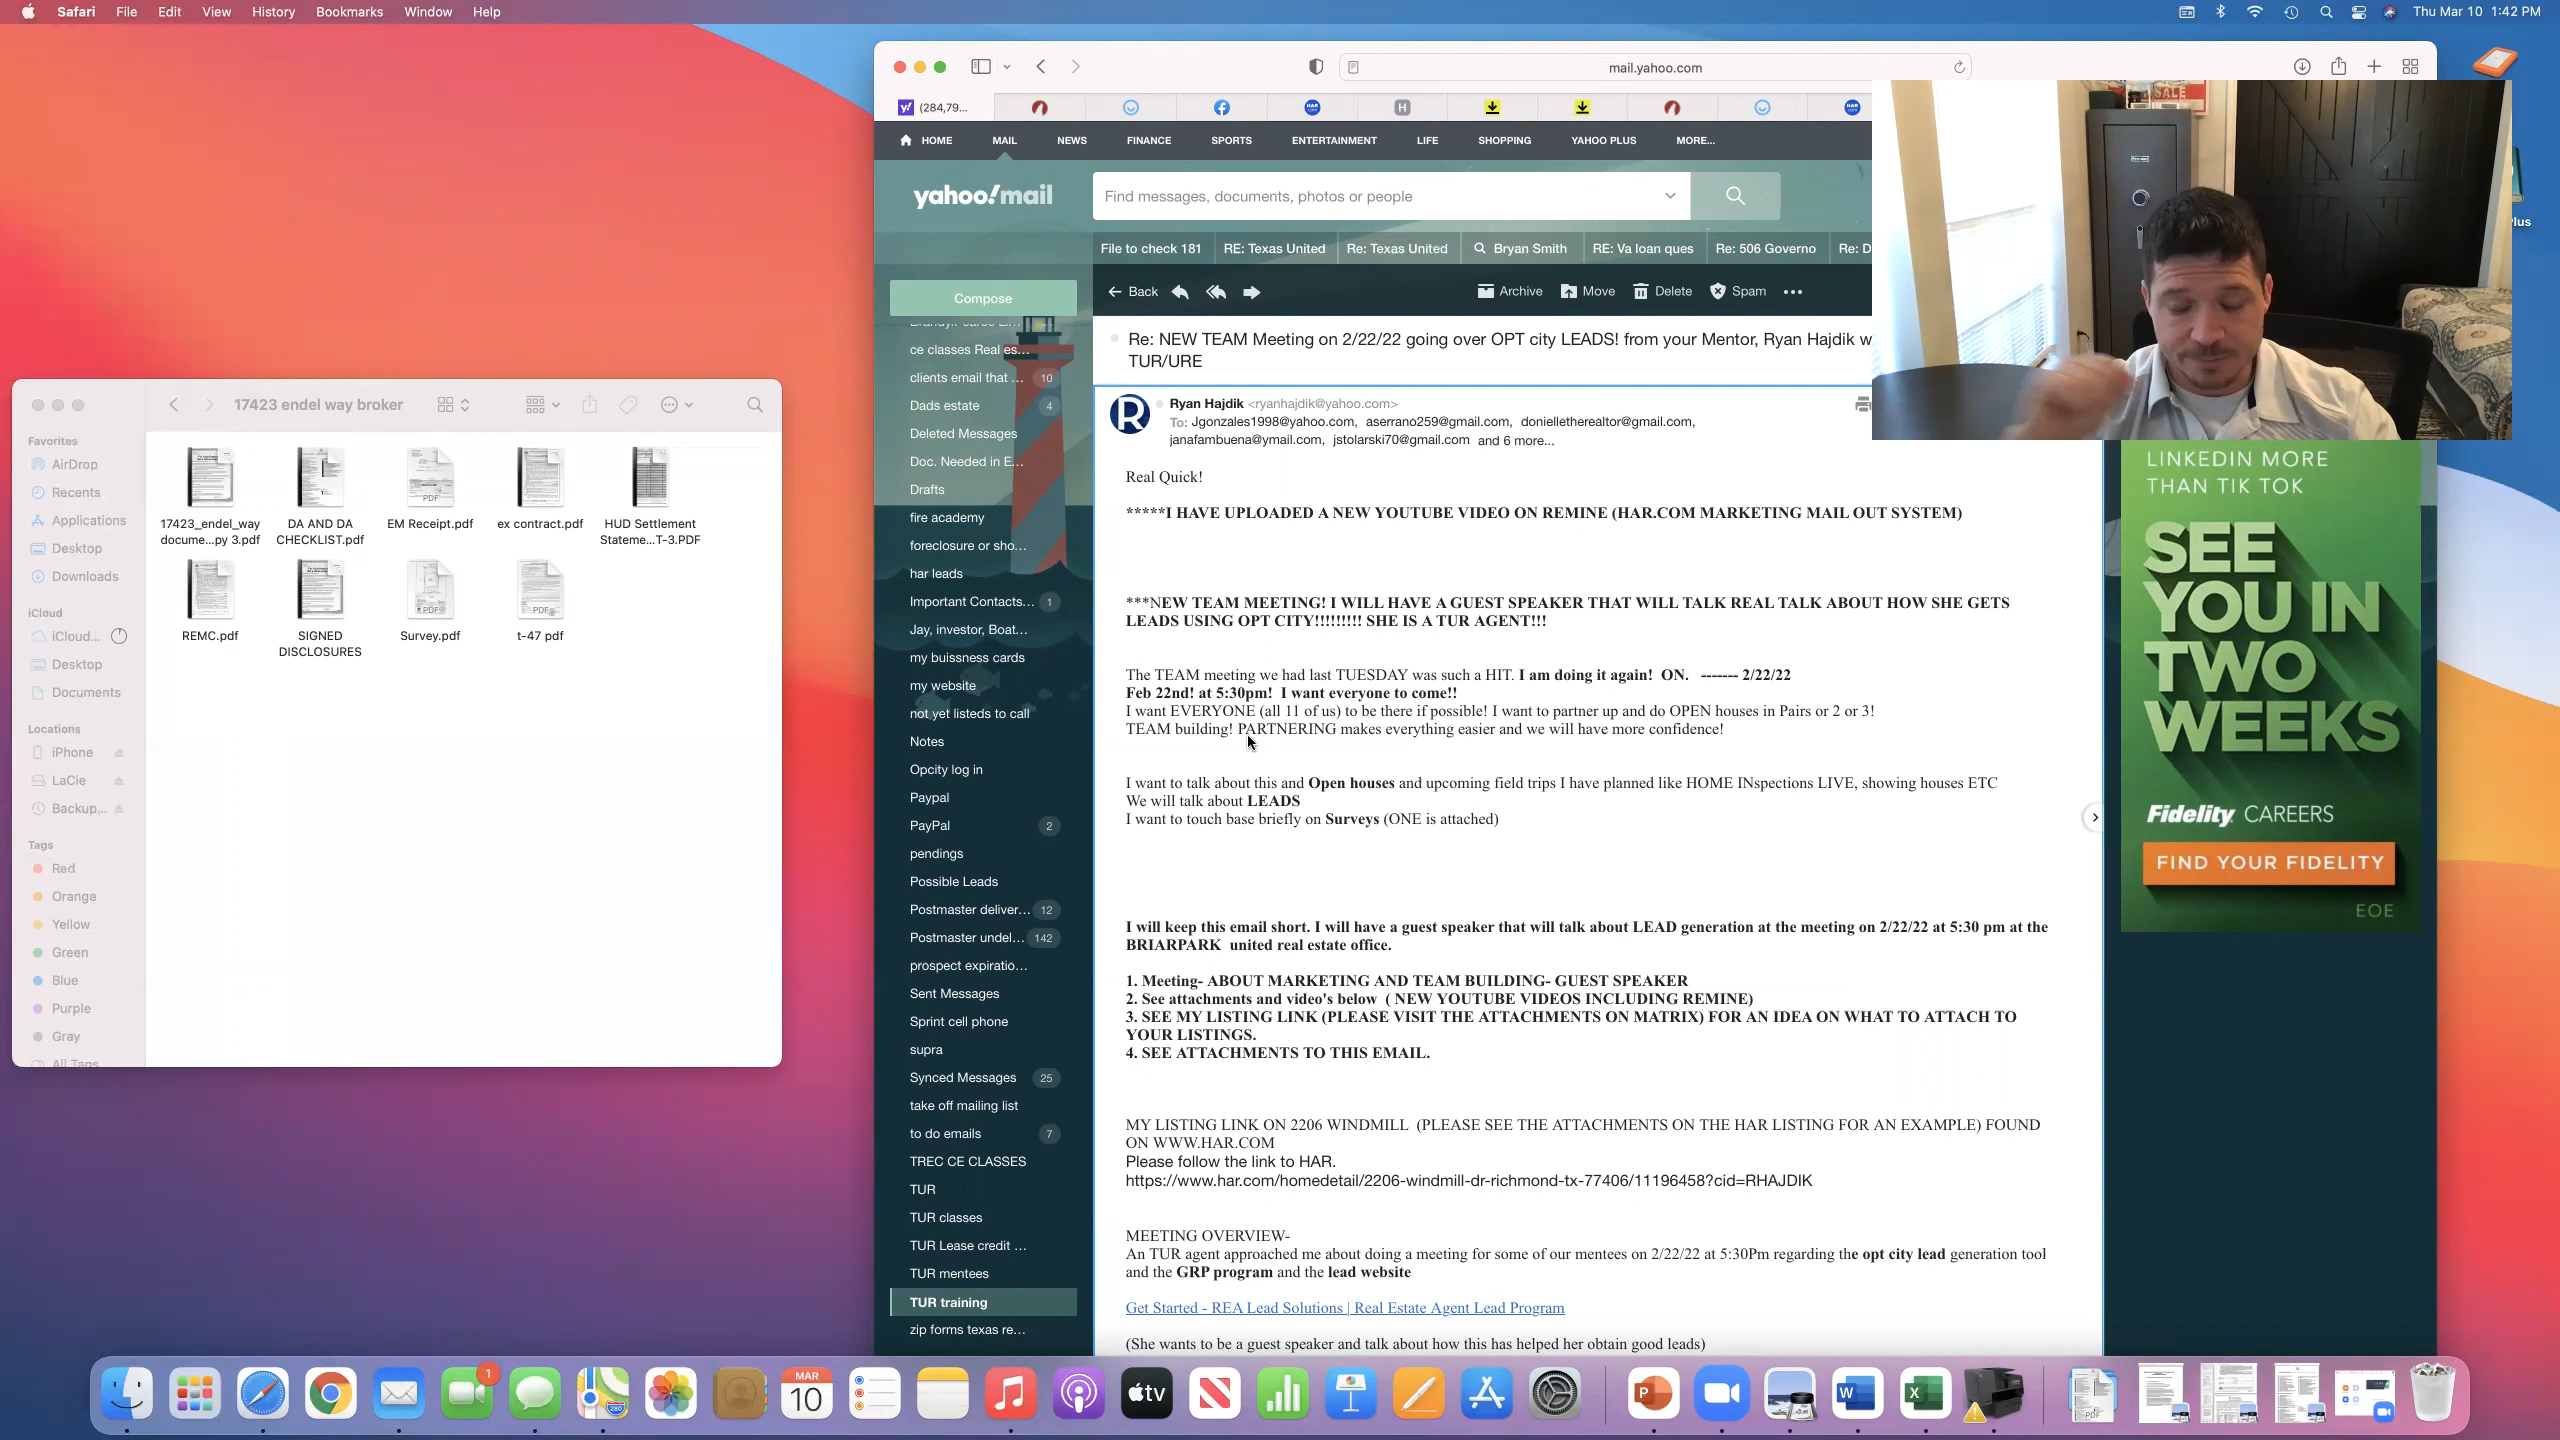 Safari File Edit View History Bookmarks Window Help
Thu Mar 10 1:42 PM
mail.yahoo.com
(284,79...
HOME MAIL NEWS FINANCE SPORTS ENTERTAINMENT LIFE SHOPPING YAHOO PLUS MORE...
yahoo!mail
Find messages, documents, photos or people
File to check 181 RE: Texas United Re: Texas United Bryan Smith RE: Va loan ques Re: 506 Governo Re: D
Compose
Back Archive Move Delete Spam
Re: NEW TEAM Meeting on 2/22/22 going over OPT city LEADS! from your Mentor, Ryan Hajdik w
TUR/URE
Ryan Hajdik <ryanhajdik@yahoo.com>
To: Jgonzales1998@yahoo.com, aserrano259@gmail.com, donielletherealtor@gmail.com,
janafambuena@ymail.com, jstolarski70@gmail.com and 6 more...
Real Quick!
*****I HAVE UPLOADED A NEW YOUTUBE VIDEO ON REMINE (HAR.COM MARKETING MAIL OUT SYSTEM)
***NEW TEAM MEETING! I WILL HAVE A GUEST SPEAKER THAT WILL TALK REAL TALK ABOUT HOW SHE GETS
LEADS USING OPT CITY!!!!!!!!! SHE IS A TUR AGENT!!!
The TEAM meeting we had last TUESDAY was such a HIT. I am doing it again! ON. ------- 2/22/22
Feb 22nd! at 5:30pm! I want everyone to come!!
I want EVERYONE (all 11 of us) to be there if possible! I want to partner up and do OPEN houses in Pairs or 2 or 3!
TEAM building! PARTNERING makes everything easier and we will have more confidence!
I want to talk about this and Open houses and upcoming field trips I have planned like HOME INspections LIVE, showing houses ETC
We will talk about LEADS
I want to touch base briefly on Surveys (ONE is attached)
I will keep this email short. I will have a guest speaker that will talk about LEAD generation at the meeting on 2/22/22 at 5:30 pm at the
BRIARPARK united real estate office.
1. Meeting- ABOUT MARKETING AND TEAM BUILDING- GUEST SPEAKER
2. See attachments and video's below ( NEW YOUTUBE VIDEOS INCLUDING REMINE)
3. SEE MY LISTING LINK (PLEASE VISIT THE ATTACHMENTS ON MATRIX) FOR AN IDEA ON WHAT TO ATTACH TO
YOUR LISTINGS.
4. SEE ATTACHMENTS TO THIS EMAIL.
MY LISTING LINK ON 2206 WINDMILL (PLEASE SEE THE ATTACHMENTS ON THE HAR LISTING FOR AN EXAMPLE) FOUND
ON WWW.HAR.COM
Please follow the link to HAR.
https://www.har.com/homedetail/2206-windmill-dr-richmond-tx-77406/11196458?cid=RHAJDIK
MEETING OVERVIEW-
An TUR agent approached me about doing a meeting for some of our mentees on 2/22/22 at 5:30Pm regarding the opt city lead generation tool
and the GRP program and the lead website
Get Started - REA Lead Solutions | Real Estate Agent Lead Program
(She wants to be a guest speaker and talk about how this has helped her obtain good leads)
ce classes Real es...
clients email that ... 10
Dads estate 4
Deleted Messages
Doc. Needed in E...
Drafts
fire academy
foreclosure or sho...
har leads
Important Contacts... 1
Jay, investor, Boat...
my buissness cards
my website
not yet listeds to call
Notes
Opcity log in
Paypal
PayPal 2
pendings
Possible Leads
Postmaster deliver... 12
Postmaster undel... 142
prospect expiratio...
Sent Messages
Sprint cell phone
supra
Synced Messages 25
take off mailing list
to do emails 7
TREC CE CLASSES
TUR
TUR classes
TUR Lease credit ...
TUR mentees
TUR training
zip forms texas re...
LINKEDIN MORE
THAN TIK TOK
SEE
YOU IN
TWO
WEEKS
Fidelity CAREERS
FIND YOUR FIDELITY
EOE
SALE
lus
17423 endel way broker
Favorites
AirDrop
Recents
Applications
Desktop
Downloads
iCloud
iCloud...
Desktop
Documents
Locations
iPhone
LaCie
Backup...
Tags
Red
Orange
Yellow
Green
Blue
Purple
Gray
All Tags
17423_endel_way
docume...py 3.pdf
DA AND DA
CHECKLIST.pdf
EM Receipt.pdf
ex contract.pdf
HUD Settlement
Stateme...T-3.PDF
REMC.pdf
SIGNED
DISCLOSURES
Survey.pdf
t-47 pdf
PDF
PDF
PDF
1
MAR
10
280
tv
P
W
X
PDF